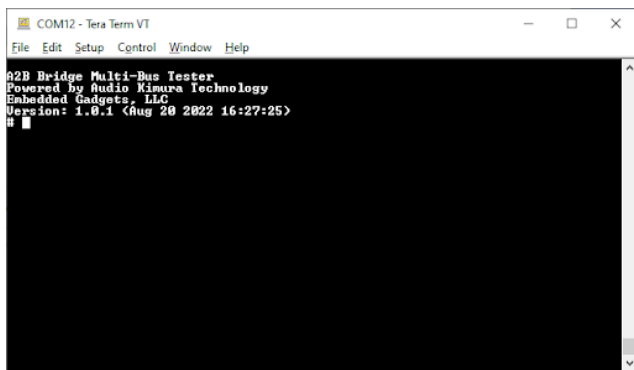 COM12 - Tera Term VT
File Edit Setup Control Window Help
A2B Bridge Multi-Bus Tester
Powered by Audio Kimura Technology
Embedded Gadgets, LLC
Version: 1.0.1 (Aug 20 2022 16:27:25)
#